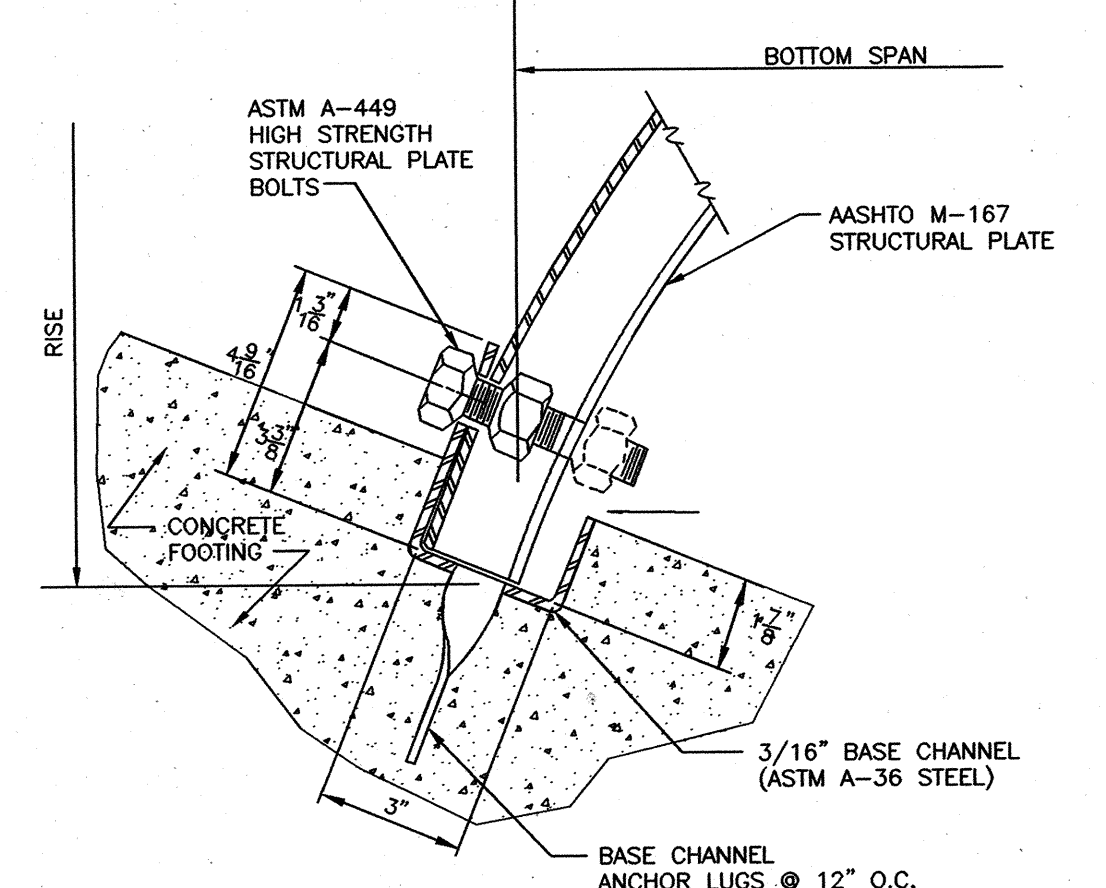 BOTTOM SPAN
ASTM A-449
HIGH STRENGTH
STRUCTURAL PLATE
BOLTS
AASHTO M-167
STRUCTURAL PLATE
RISE
1 3/16"
4 9/16"
3 3/8"
CONCRETE
FOOTING
1 7/8"
3/16" BASE CHANNEL
(ASTM A-36 STEEL)
3"
BASE CHANNEL
ANCHOR LUGS @ 12" O.C.